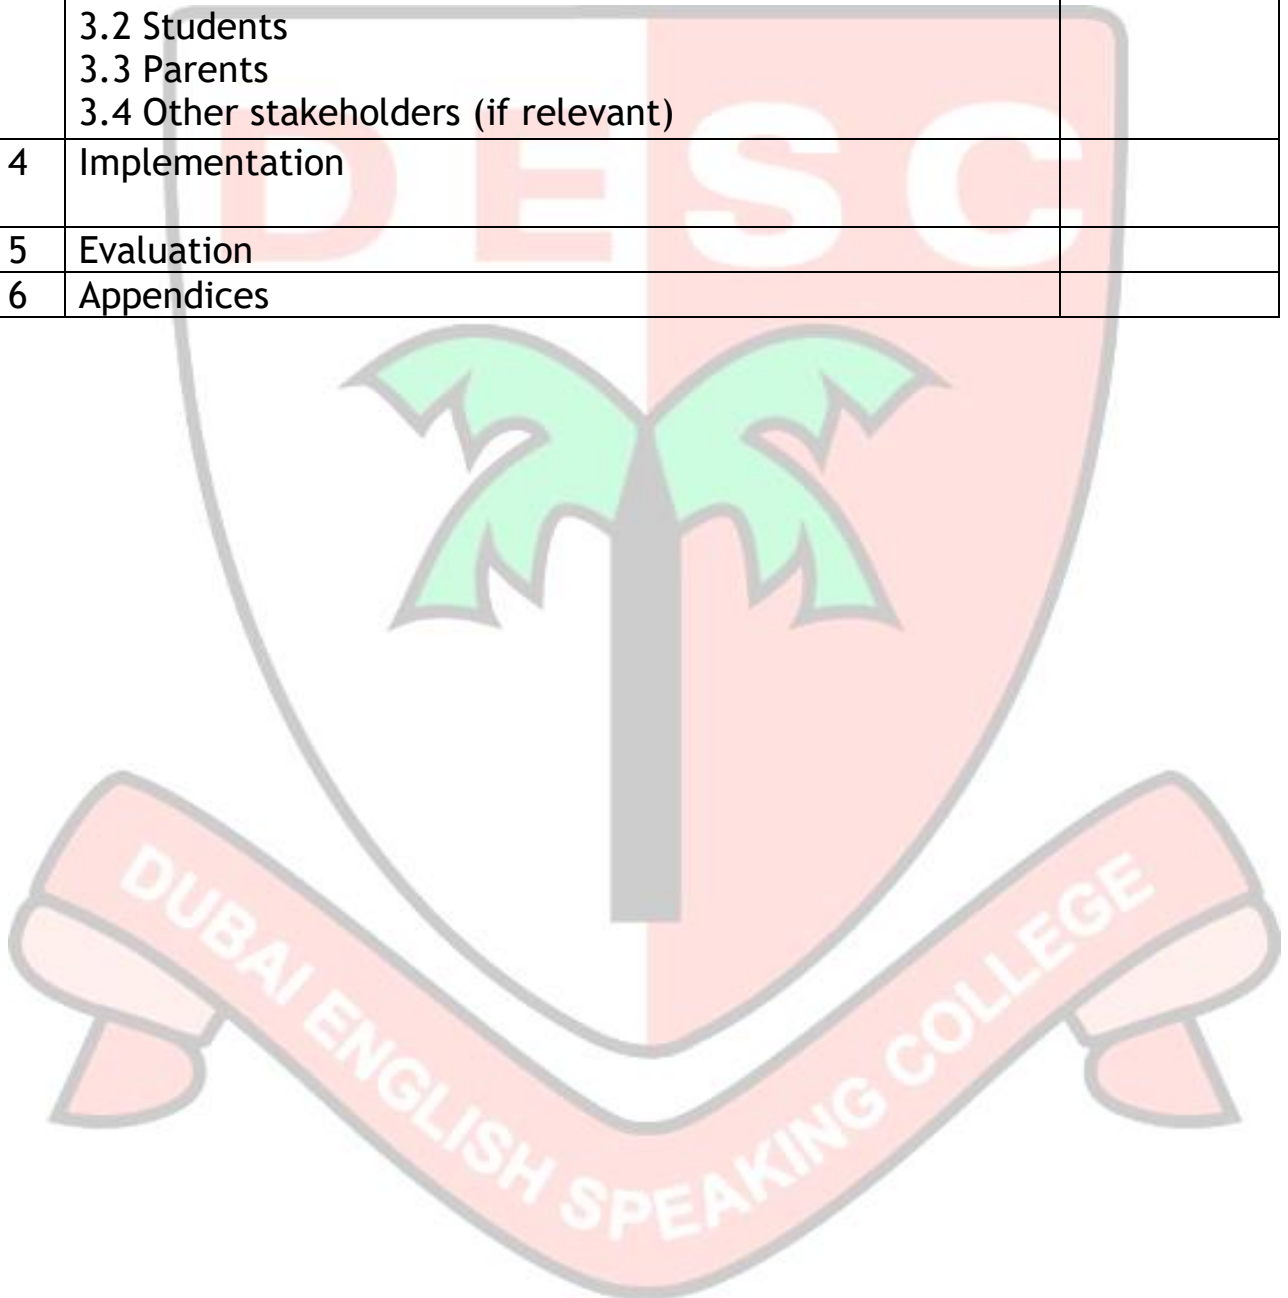 3.2 Students
3.3 Parents
3.4 Other stakeholders (if relevant)
4 Implementation
5 Evaluation
6 Appendices
DESC
DUBAI ENGLISH SPEAKING COLLEGE